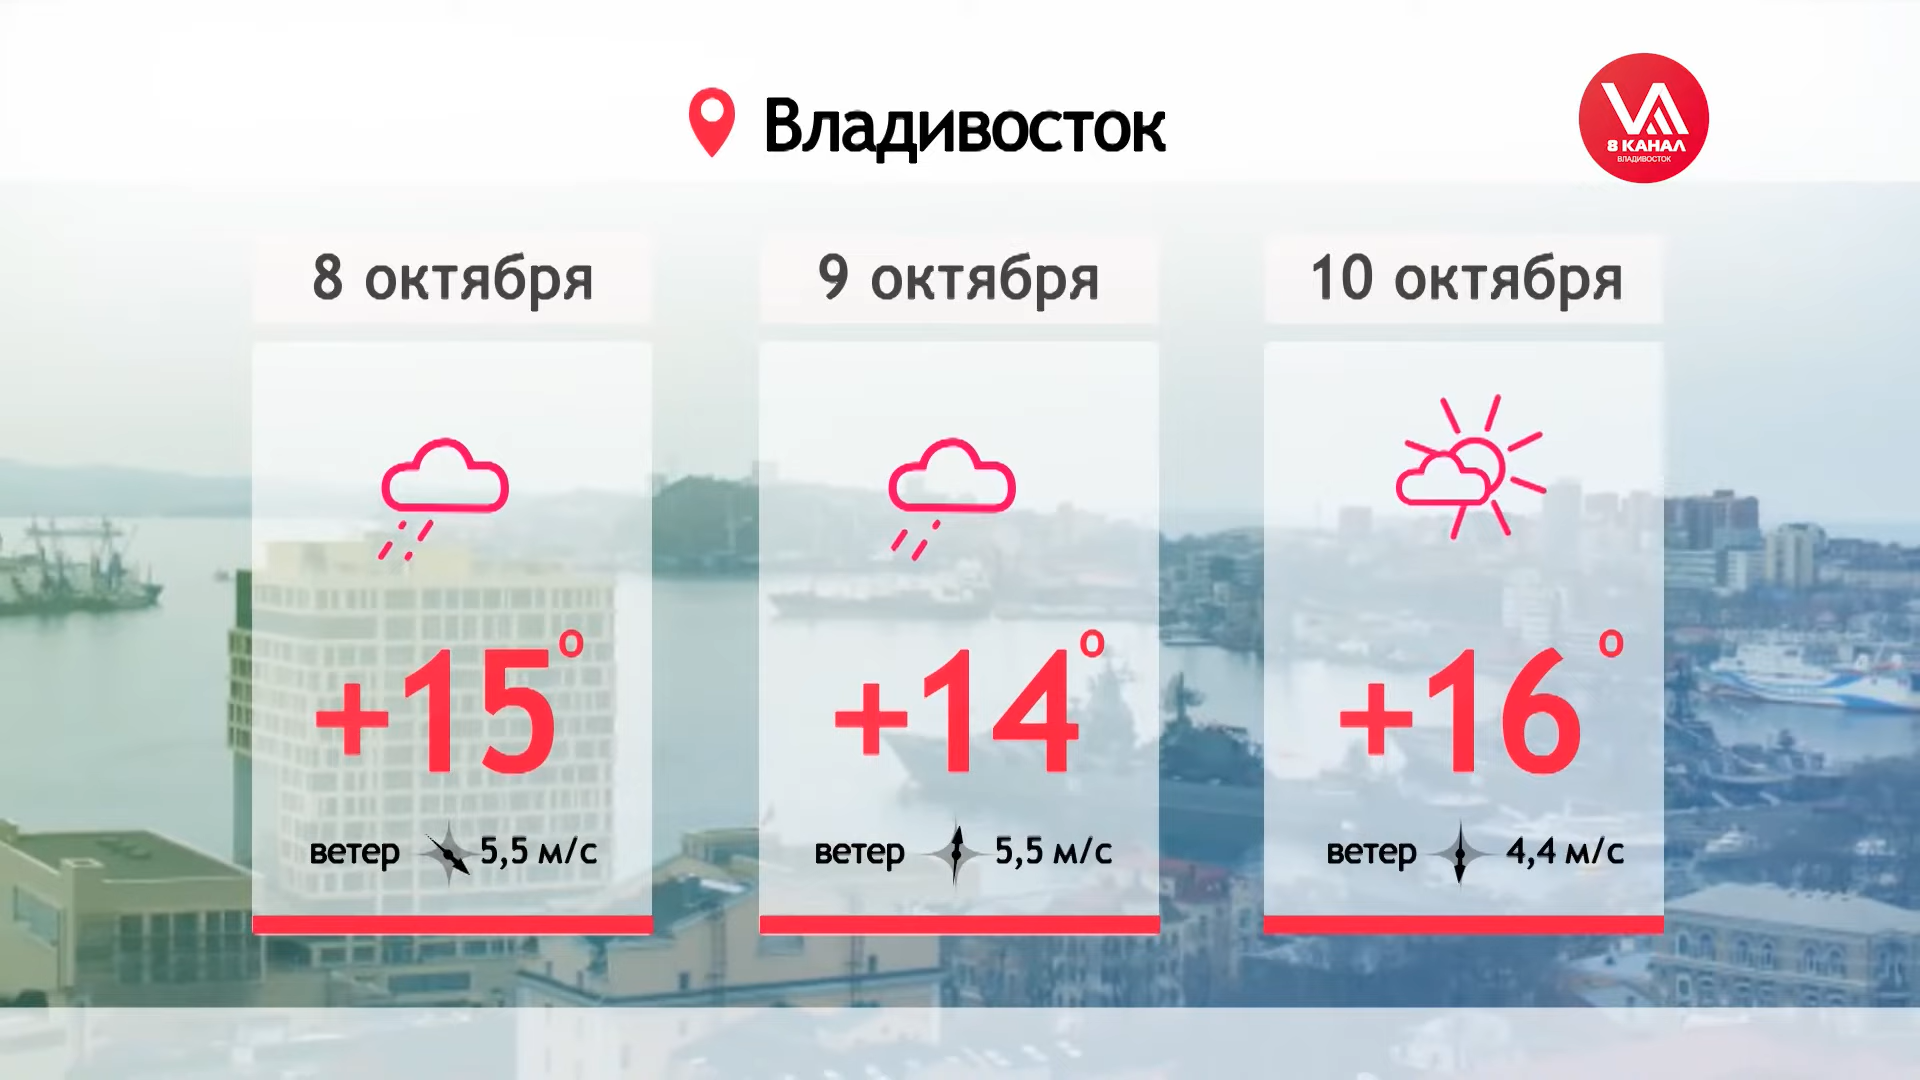 Владивосток
VA
8 КАНАЛ
ВЛАДИВОСТОК
8 октября
9 октября
10 октября
+15°
+14°
+16°
ветер 5,5 м/с
ветер 5,5 м/с
ветер 4,4 м/с